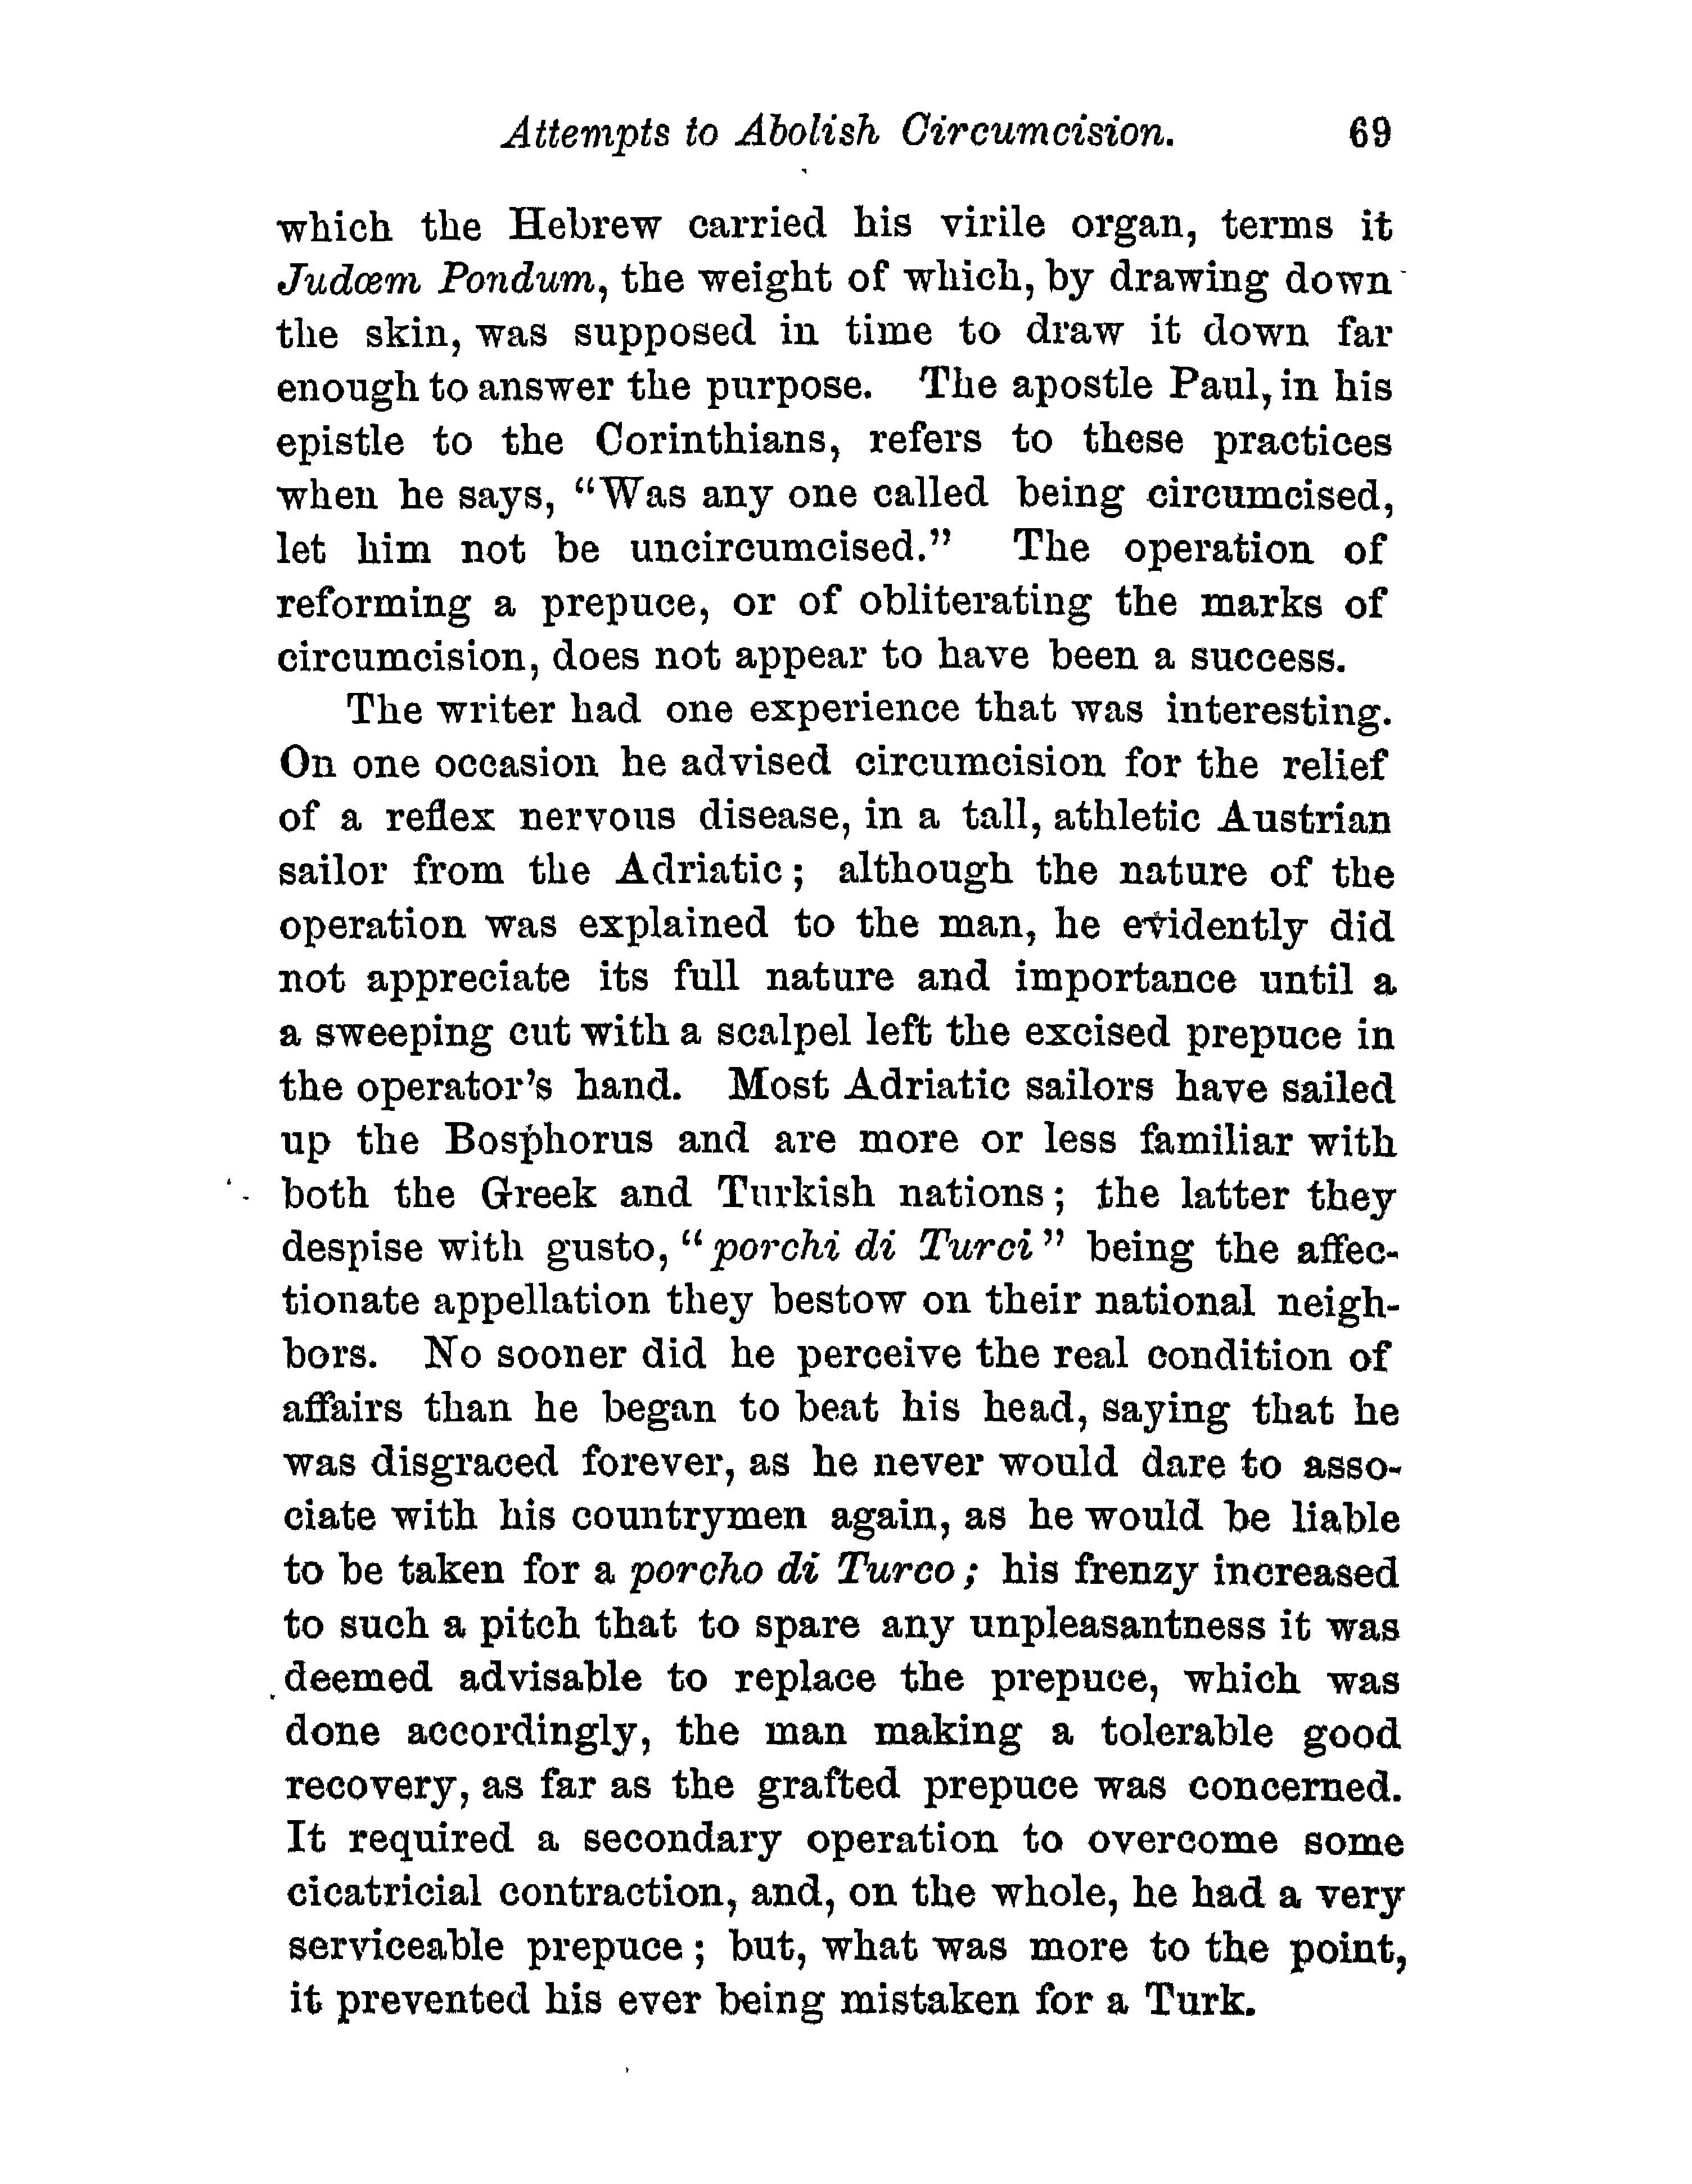 Attempts to Abolish Circumcision. 69
which the Hebrew carried his virile organ, terms it
Judœm Pondum, the weight of which, by drawing down
the skin, was supposed in time to draw it down far
enough to answer the purpose. The apostle Paul, in his
epistle to the Corinthians, refers to these practices
when he says, “Was any one called being circumcised,
let him not be uncircumcised.” The operation of
reforming a prepuce, or of obliterating the marks of
circumcision, does not appear to have been a success.
The writer had one experience that was interesting.
On one occasion he advised circumcision for the relief
of a reflex nervous disease, in a tall, athletic Austrian
sailor from the Adriatic; although the nature of the
operation was explained to the man, he evidently did
not appreciate its full nature and importance until a
a sweeping cut with a scalpel left the excised prepuce in
the operator’s hand. Most Adriatic sailors have sailed
up the Bosphorus and are more or less familiar with
both the Greek and Turkish nations; the latter they
despise with gusto, “porchi di Turci” being the affec-
tionate appellation they bestow on their national neigh-
bors. No sooner did he perceive the real condition of
affairs than he began to beat his head, saying that he
was disgraced forever, as he never would dare to asso-
ciate with his countrymen again, as he would be liable
to be taken for a porcho di Turco; his frenzy increased
to such a pitch that to spare any unpleasantness it was
deemed advisable to replace the prepuce, which was
done accordingly, the man making a tolerable good
recovery, as far as the grafted prepuce was concerned.
It required a secondary operation to overcome some
cicatricial contraction, and, on the whole, he had a very
serviceable prepuce; but, what was more to the point,
it prevented his ever being mistaken for a Turk.